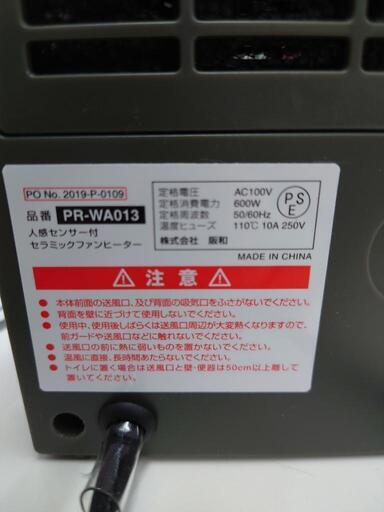 PO No. 2019-P-0109
品番 PR-WA013
人感センサー付
セラミックファンヒーター
定格電圧 AC100V
定格消費電力 600W
定格周波数 50/60Hz
温度ヒューズ 110℃ 10A 250V
株式会社 阪和
PSE
MADE IN CHINA
⚠ 注意 ⚠
● 本体前面の送風口、及び背面の吸気口をふさがないでください。
● 背面を壁に近づけて使用しないでください。
● 使用中、使用後しばらくは送風口周辺が大変熱くなりますので、
前ガードや送風口などに触れないでください。
● 送風口の前に熱に弱いものを置かないでください。
● 温風に直接、長時間あたらないでください。
● トイレに置く場合は送風口と壁・便器は50cm以上離して
置いてください。